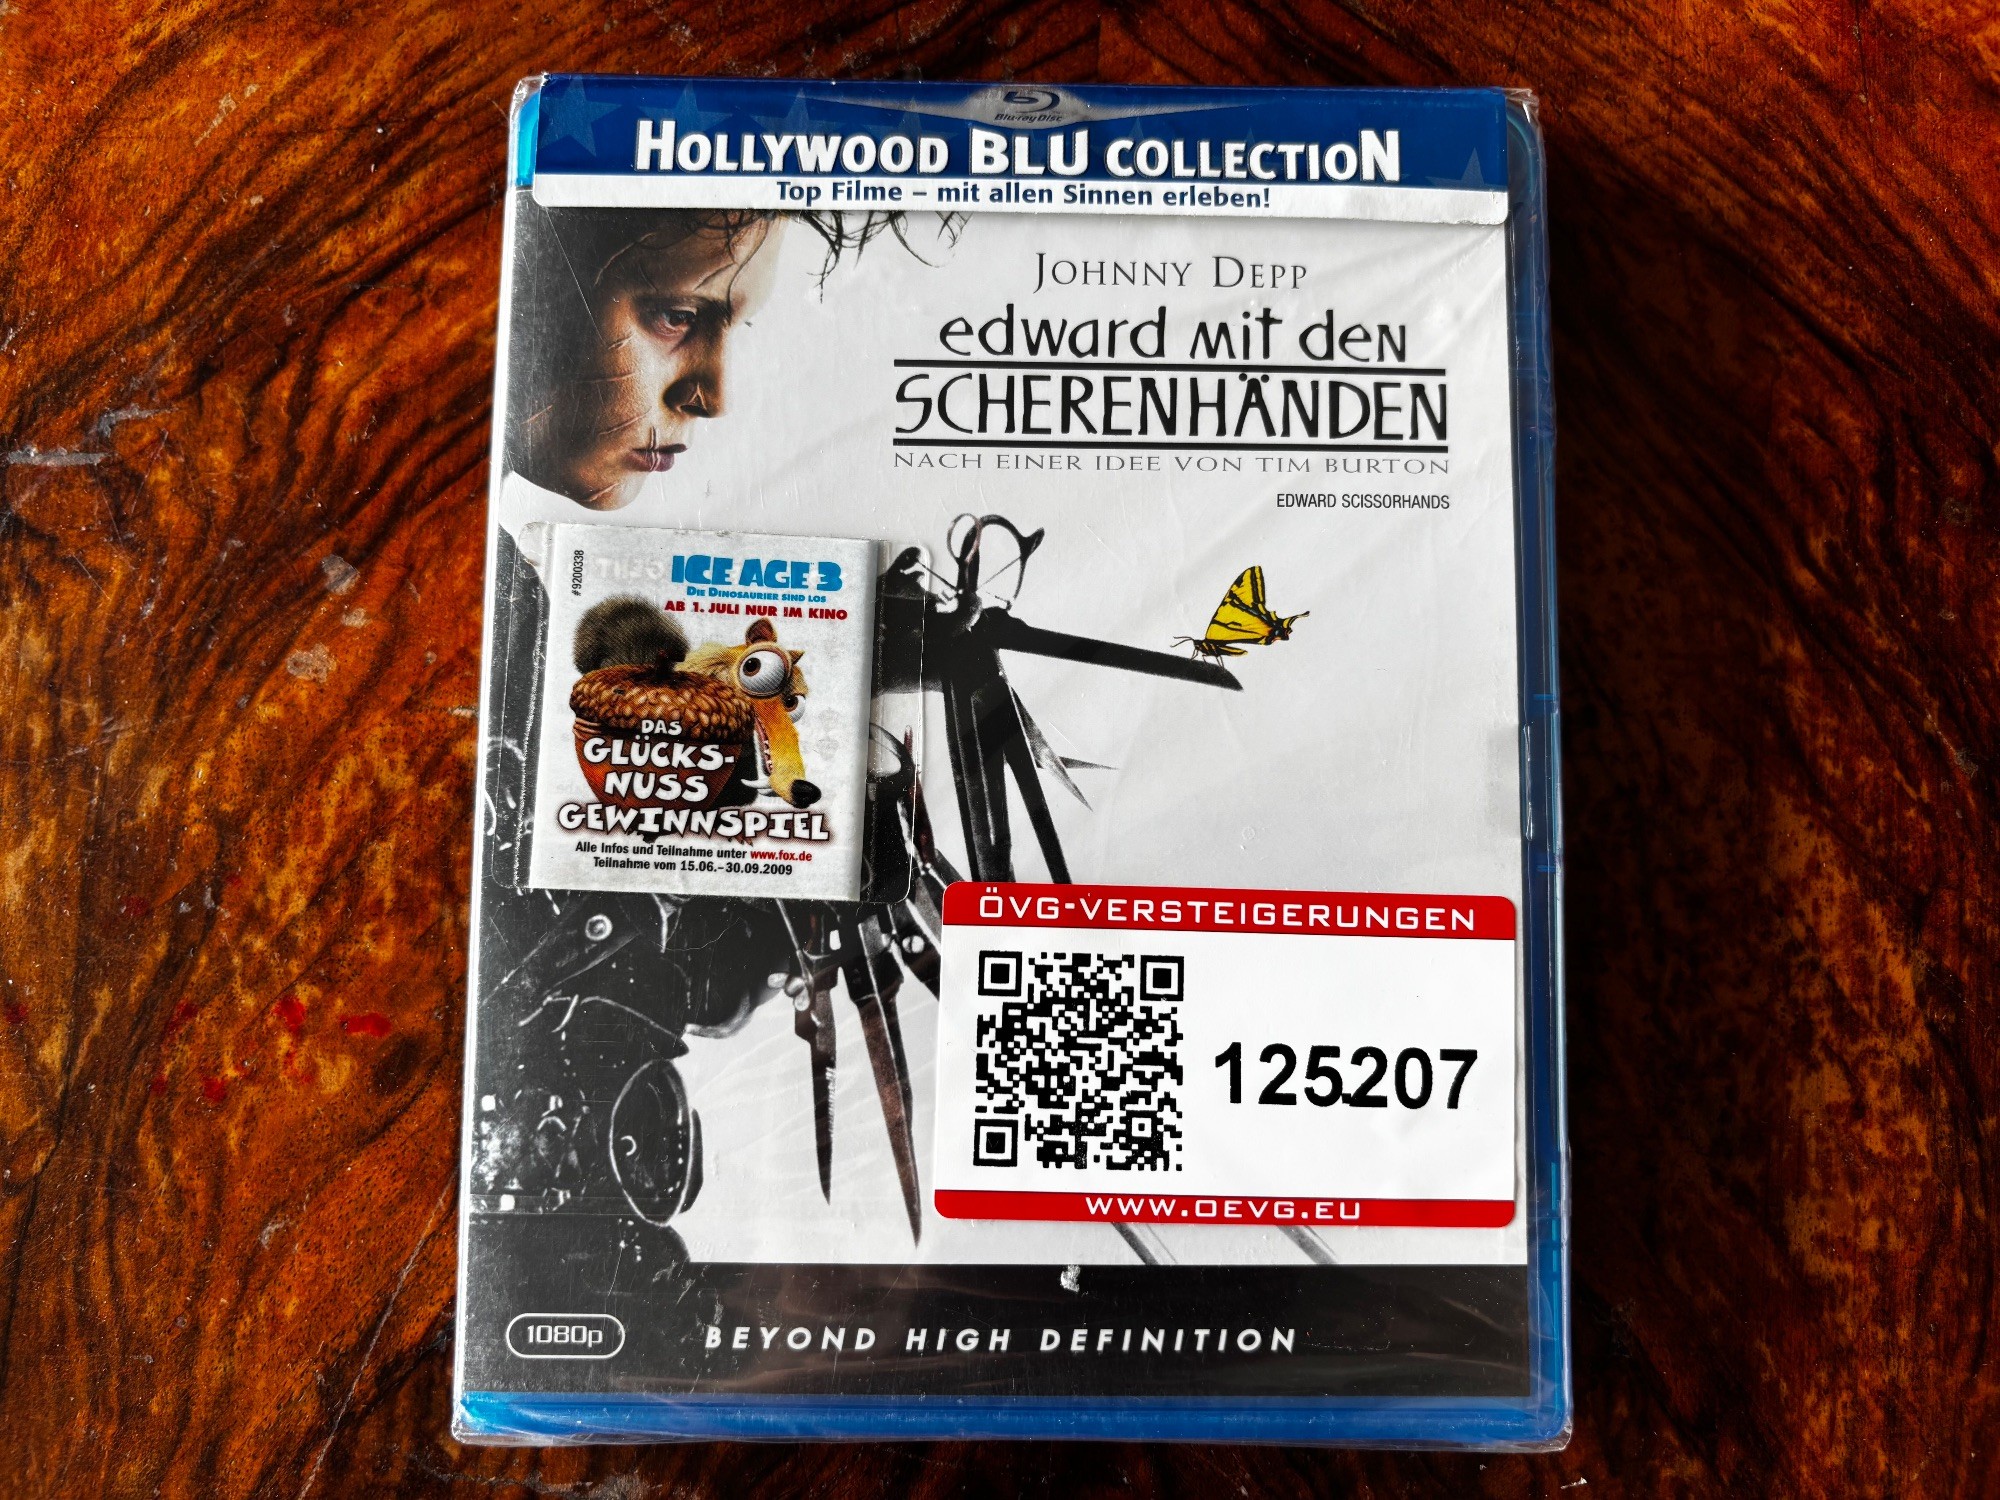 Blu-ray Disc
HOLLYWOOD BLU COLLECTION
Top Filme – mit allen Sinnen erleben!
JOHNNY DEPP
edward mit den
SCHERENHÄNDEN
NACH EINER IDEE VON TIM BURTON
EDWARD SCISSORHANDS
#9200338
ICE AGE 3
DIE DINOSAURIER SIND LOS
AB 1. JULI NUR IM KINO
DAS
GLÜCKS-
NUSS
GEWINNSPIEL
Alle Infos und Teilnahme unter www.fox.de
Teilnahme vom 15.06.–30.09.2009
ÖVG-VERSTEIGERUNGEN
125.207
WWW.OEVG.EU
1080p
BEYOND HIGH DEFINITION